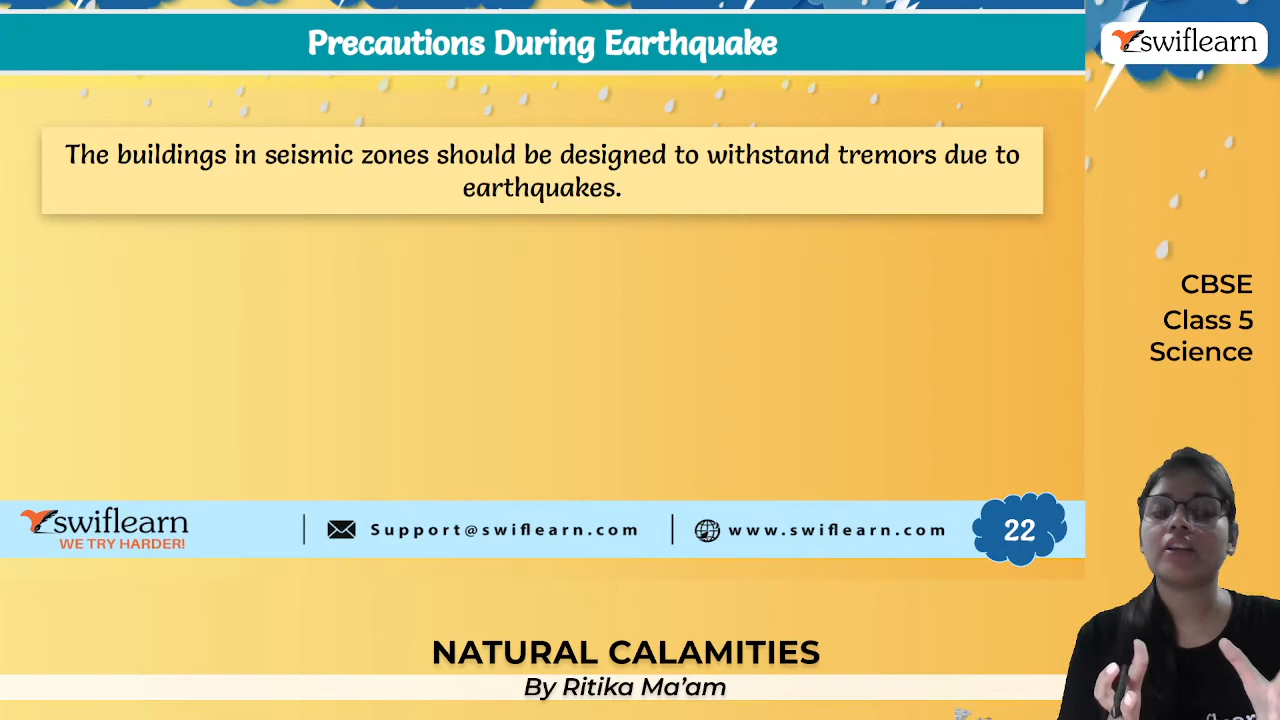 Precautions During Earthquake
swiflearn
The buildings in seismic zones should be designed to withstand tremors due to
earthquakes.
CBSE
Class 5
Science
swiflearn
WE TRY HARDER!
Support@swiflearn.com
www.swiflearn.com
22
NATURAL CALAMITIES
By Ritika Ma'am